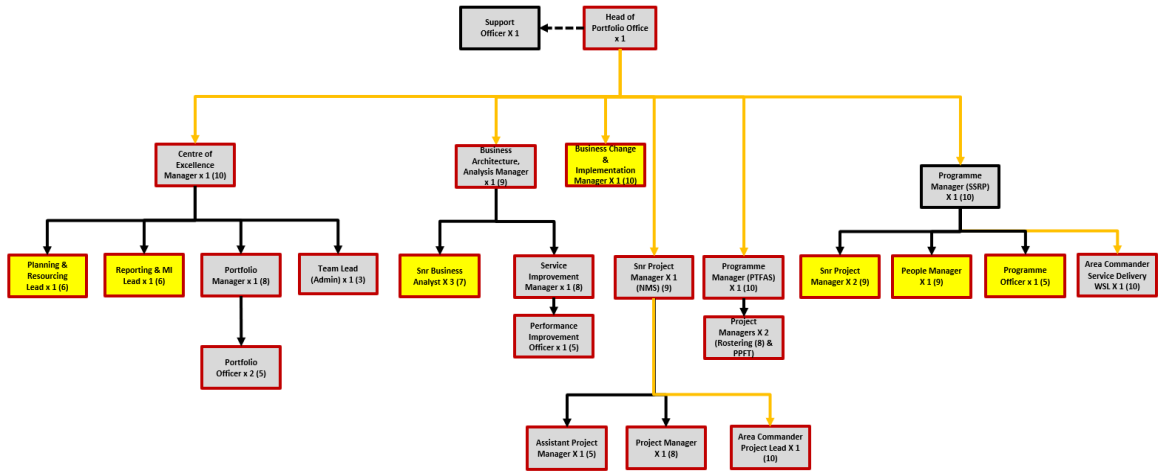 Support
Officer X 1
Head of
Portfolio Office
x 1
Centre of
Excellence
Manager x 1 (10)
Business
Architecture,
Analysis Manager
x 1 (9)
Business Change
&
Implementation
Manager X 1 (10)
Programme
Manager (SSRP)
X 1 (10)
Planning &
Resourcing
Lead x 1 (6)
Reporting & MI
Lead x 1 (6)
Portfolio
Manager x 1 (8)
Team Lead
(Admin) x 1 (3)
Snr Business
Analyst X 3 (7)
Service
Improvement
Manager x 1 (8)
Snr Project
Manager X 1
(NMS) (9)
Programme
Manager (PTFAS)
X 1 (10)
Snr Project
Manager X 2 (9)
People Manager
X 1 (9)
Programme
Officer x 1 (5)
Area Commander
Service Delivery
WSL X 1 (10)
Performance
Improvement
Officer x 1 (5)
Project
Managers X 2
(Rostering (8) &
PPFT)
Portfolio
Officer x 2 (5)
Assistant Project
Manager X 1 (5)
Project Manager
X 1 (8)
Area Commander
Project Lead X 1
(10)